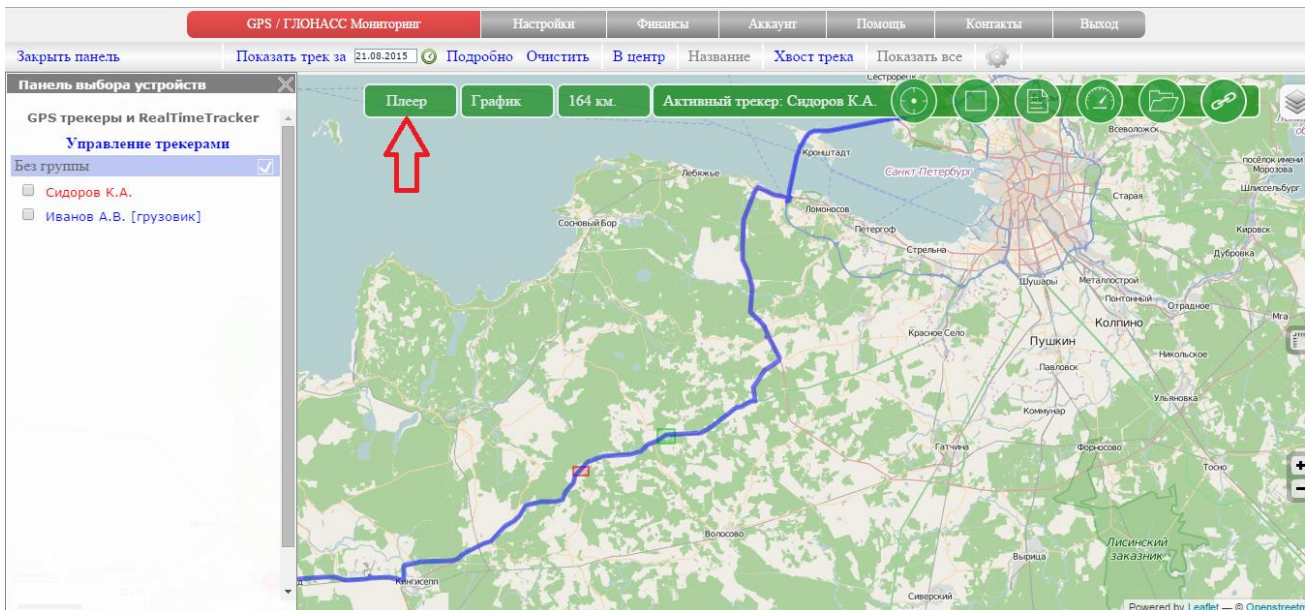 GPS / ГЛОНАСС Мониторинг Настройки Финансы Аккаунт Помощь Контакты Выход
Закрыть панель Показать трек за 21.08.2015 Подробно Очистить В центр Название Хвост трека Показать все
Панель выбора устройств
GPS трекеры и RealTimeTracker
Управление трекерами
Без группы
Сидоров К.А.
Иванов А.В. [грузовик]
Плеер График 164 км. Активный трекер: Сидоров К.А.
Всеволожск
Кронштадт
посёлок имени
Морозова
Лебяжье
Санкт-Петербург
Шлиссельбург
Старая
Ломоносов
Сосновый Бор
Петергоф
Кировск
Стрельна
Дубровка
Шушары
Металлострой
Понтонный
Отрадное
Мга
Колпино
Красное Село
Пушкин
Никольское
Павловск
Ульяновка
Коммунар
Гатчина
Форносово
Тосно
Волосово
Лисинский
заказник
Вырица
Кингисепп
Сиверский
Powered by Leaflet — ©